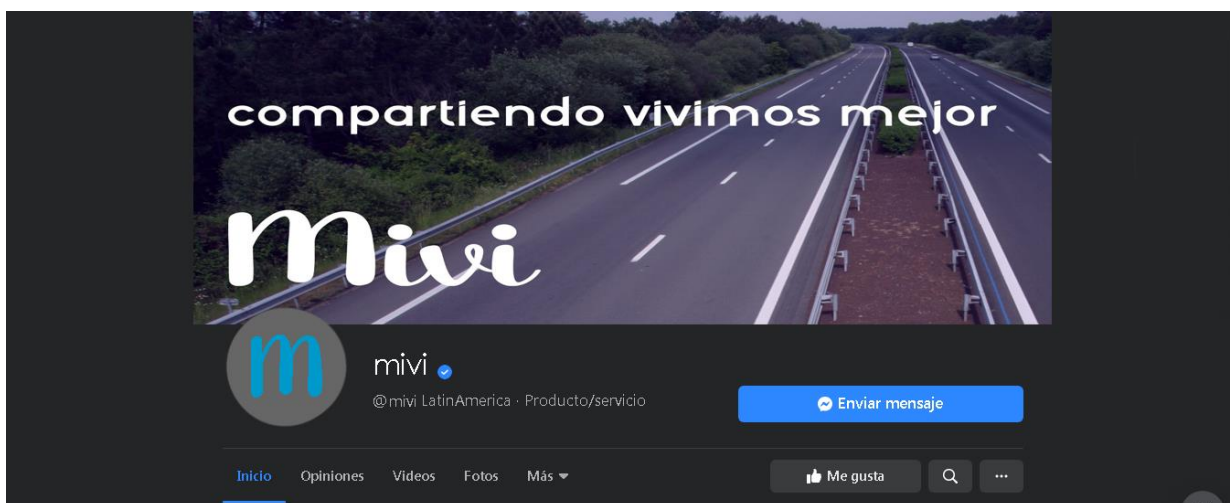 compartiendo vivimos mejor
Mivi
m
mivi
@mivi LatinAmerica · Producto/servicio
Enviar mensaje
Inicio Opiniones Videos Fotos Más
Me gusta